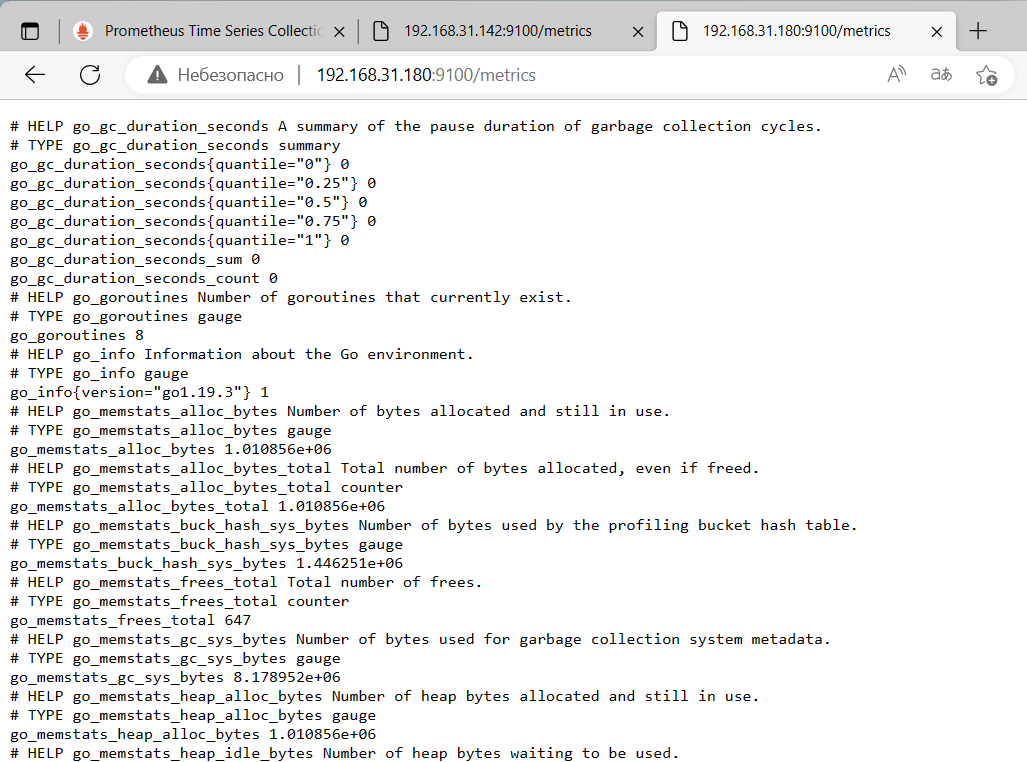 Prometheus Time Series Collectio
192.168.31.142:9100/metrics
192.168.31.180:9100/metrics
Небезопасно
192.168.31.180:9100/metrics
# HELP go_gc_duration_seconds A summary of the pause duration of garbage collection cycles.
# TYPE go_gc_duration_seconds summary
go_gc_duration_seconds{quantile="0"} 0
go_gc_duration_seconds{quantile="0.25"} 0
go_gc_duration_seconds{quantile="0.5"} 0
go_gc_duration_seconds{quantile="0.75"} 0
go_gc_duration_seconds{quantile="1"} 0
go_gc_duration_seconds_sum 0
go_gc_duration_seconds_count 0
# HELP go_goroutines Number of goroutines that currently exist.
# TYPE go_goroutines gauge
go_goroutines 8
# HELP go_info Information about the Go environment.
# TYPE go_info gauge
go_info{version="go1.19.3"} 1
# HELP go_memstats_alloc_bytes Number of bytes allocated and still in use.
# TYPE go_memstats_alloc_bytes gauge
go_memstats_alloc_bytes 1.010856e+06
# HELP go_memstats_alloc_bytes_total Total number of bytes allocated, even if freed.
# TYPE go_memstats_alloc_bytes_total counter
go_memstats_alloc_bytes_total 1.010856e+06
# HELP go_memstats_buck_hash_sys_bytes Number of bytes used by the profiling bucket hash table.
# TYPE go_memstats_buck_hash_sys_bytes gauge
go_memstats_buck_hash_sys_bytes 1.446251e+06
# HELP go_memstats_frees_total Total number of frees.
# TYPE go_memstats_frees_total counter
go_memstats_frees_total 647
# HELP go_memstats_gc_sys_bytes Number of bytes used for garbage collection system metadata.
# TYPE go_memstats_gc_sys_bytes gauge
go_memstats_gc_sys_bytes 8.178952e+06
# HELP go_memstats_heap_alloc_bytes Number of heap bytes allocated and still in use.
# TYPE go_memstats_heap_alloc_bytes gauge
go_memstats_heap_alloc_bytes 1.010856e+06
# HELP go_memstats_heap_idle_bytes Number of heap bytes waiting to be used.